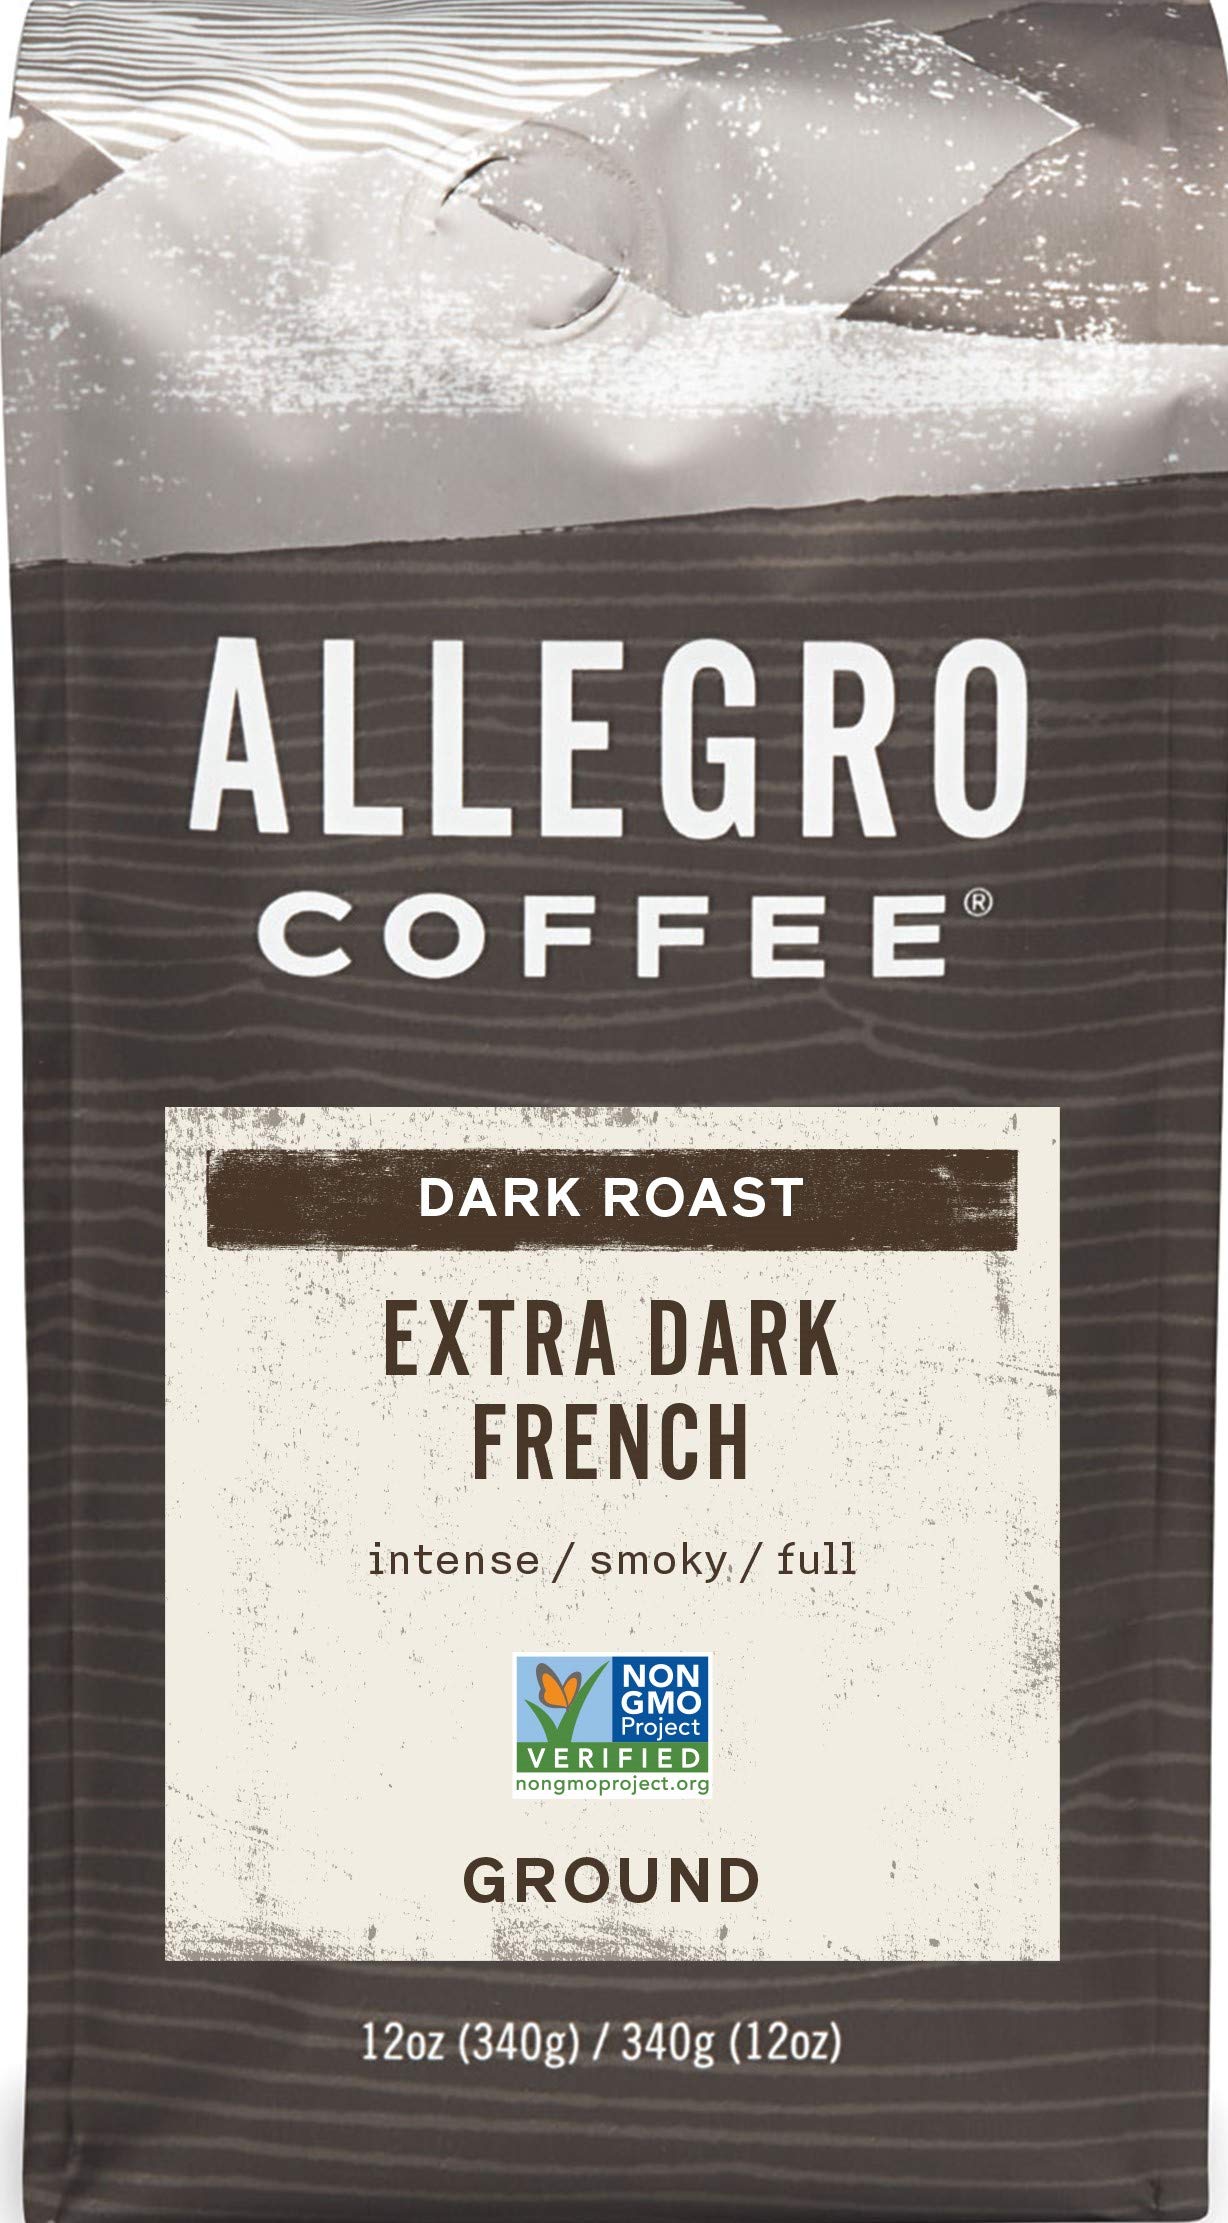 ALLEGRO
COFFEE®
DARK ROAST
EXTRA DARK
FRENCH
intense / smoky / full
NON
GMO
Project
VERIFIED
nongmoproject.org
GROUND
12oz (340g) / 340g (12oz)